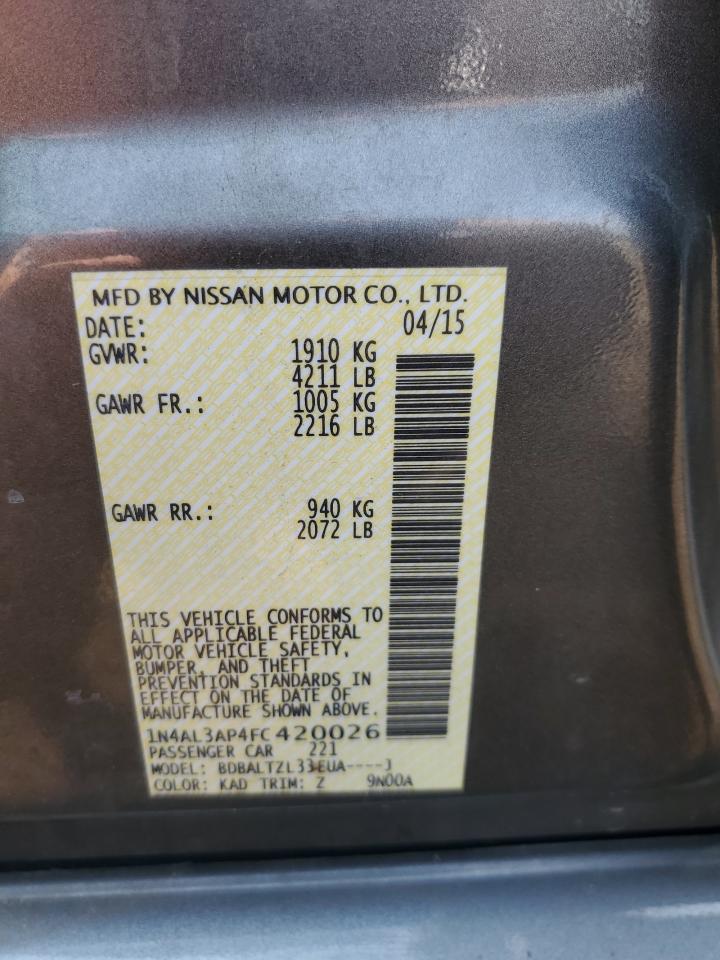 MFD BY NISSAN MOTOR CO., LTD.
DATE: 04/15
GVWR: 1910 KG
4211 LB
GAWR FR.: 1005 KG
2216 LB
GAWR RR.: 940 KG
2072 LB
THIS VEHICLE CONFORMS TO
ALL APPLICABLE FEDERAL
MOTOR VEHICLE SAFETY,
BUMPER, AND THEFT
PREVENTION STANDARDS IN
EFFECT ON THE DATE OF
MANUFACTURE SHOWN ABOVE.
1N4AL3AP4FC420026
PASSENGER CAR 221
MODEL: BDBALTZL33EUA----J
COLOR: KAD TRIM: Z 9N00A